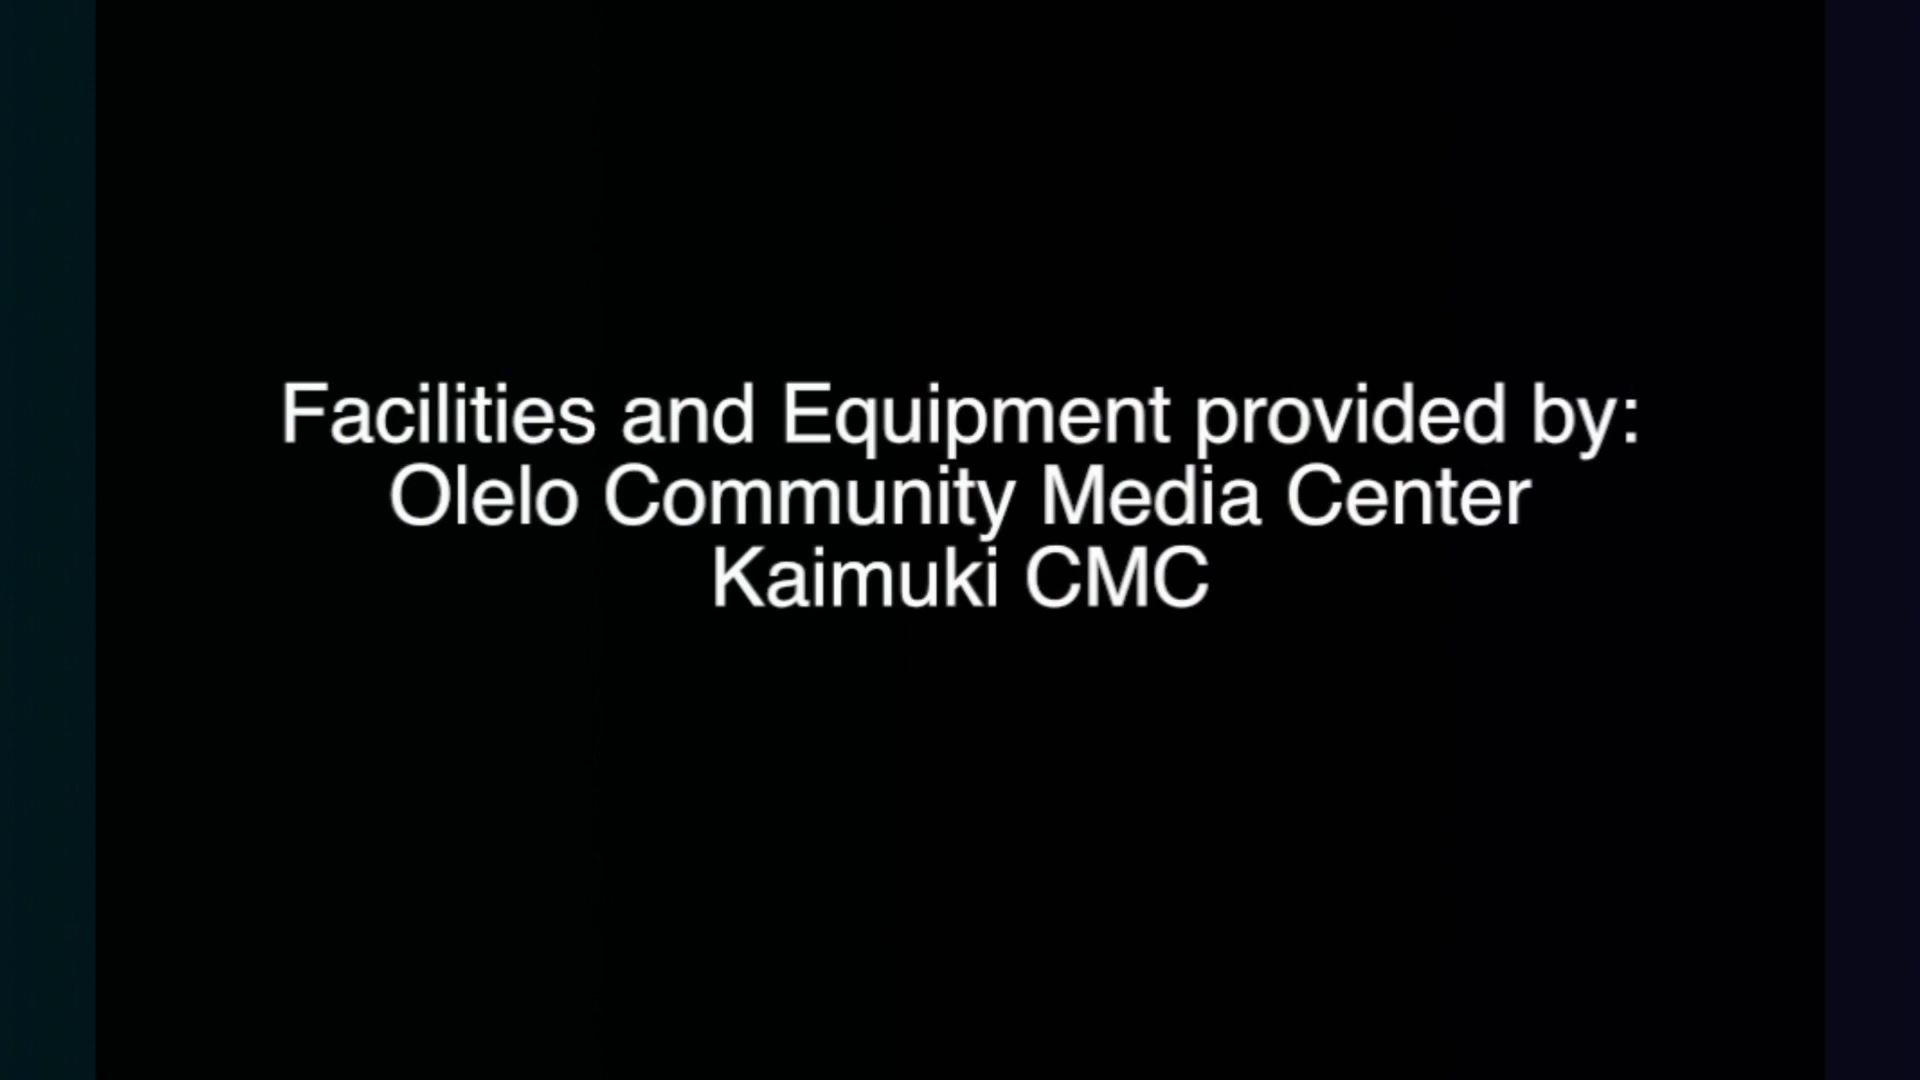 Facilities and Equipment provided by:
Olelo Community Media Center
Kaimuki CMC